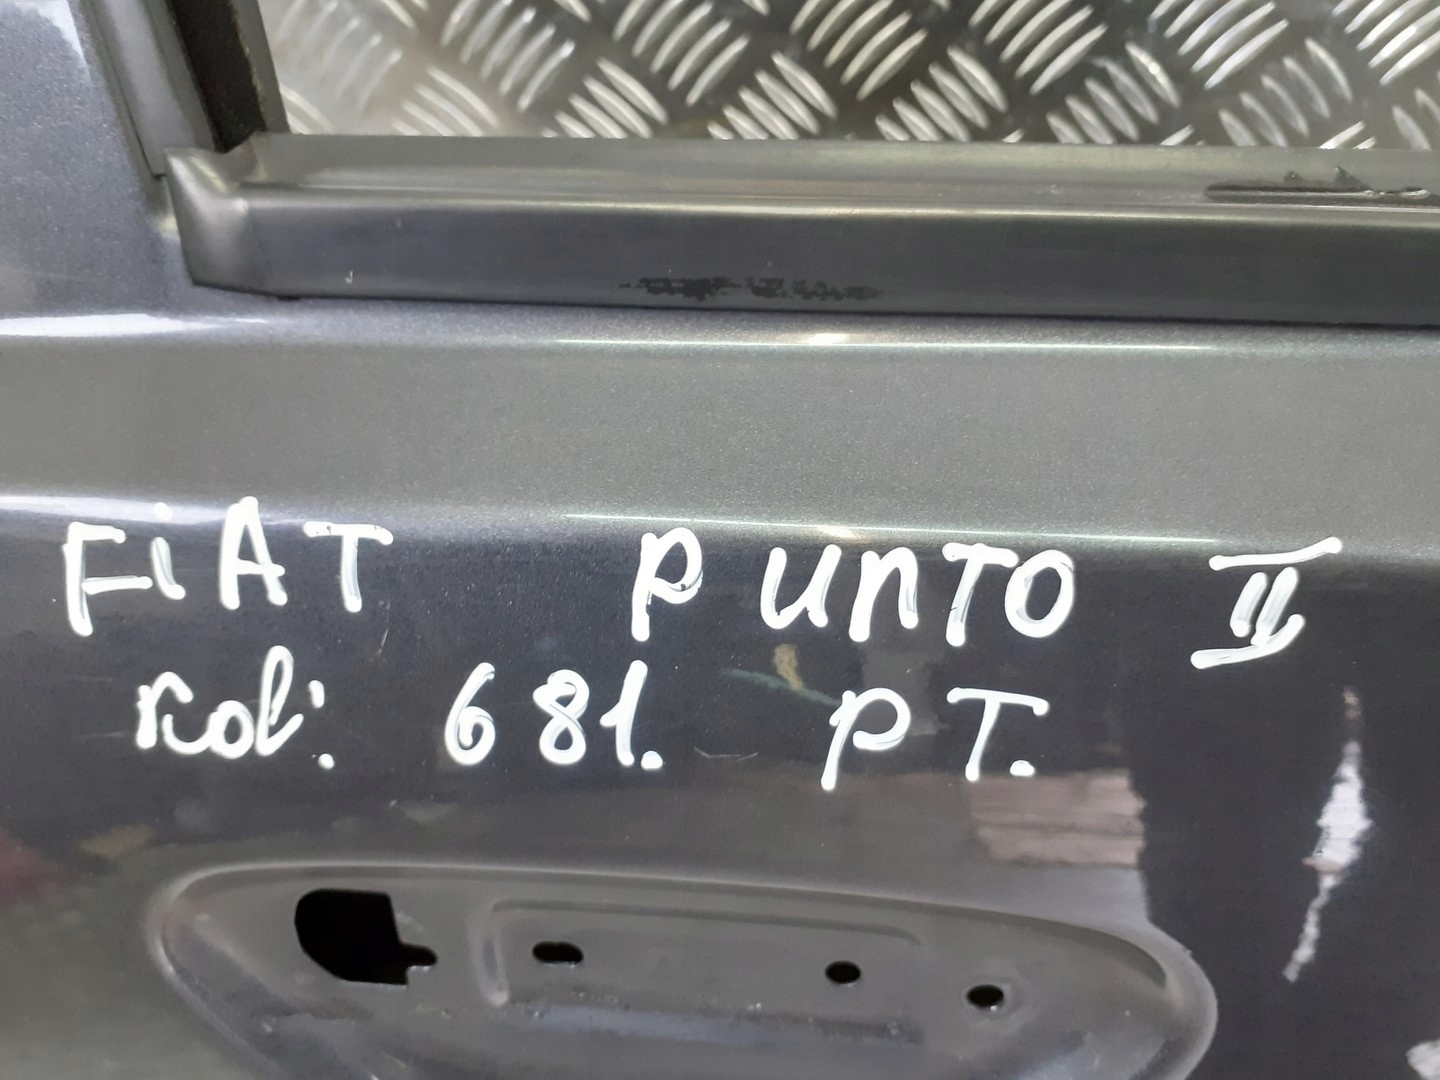 FiAT PUnTO II
Kol: 681. PT.